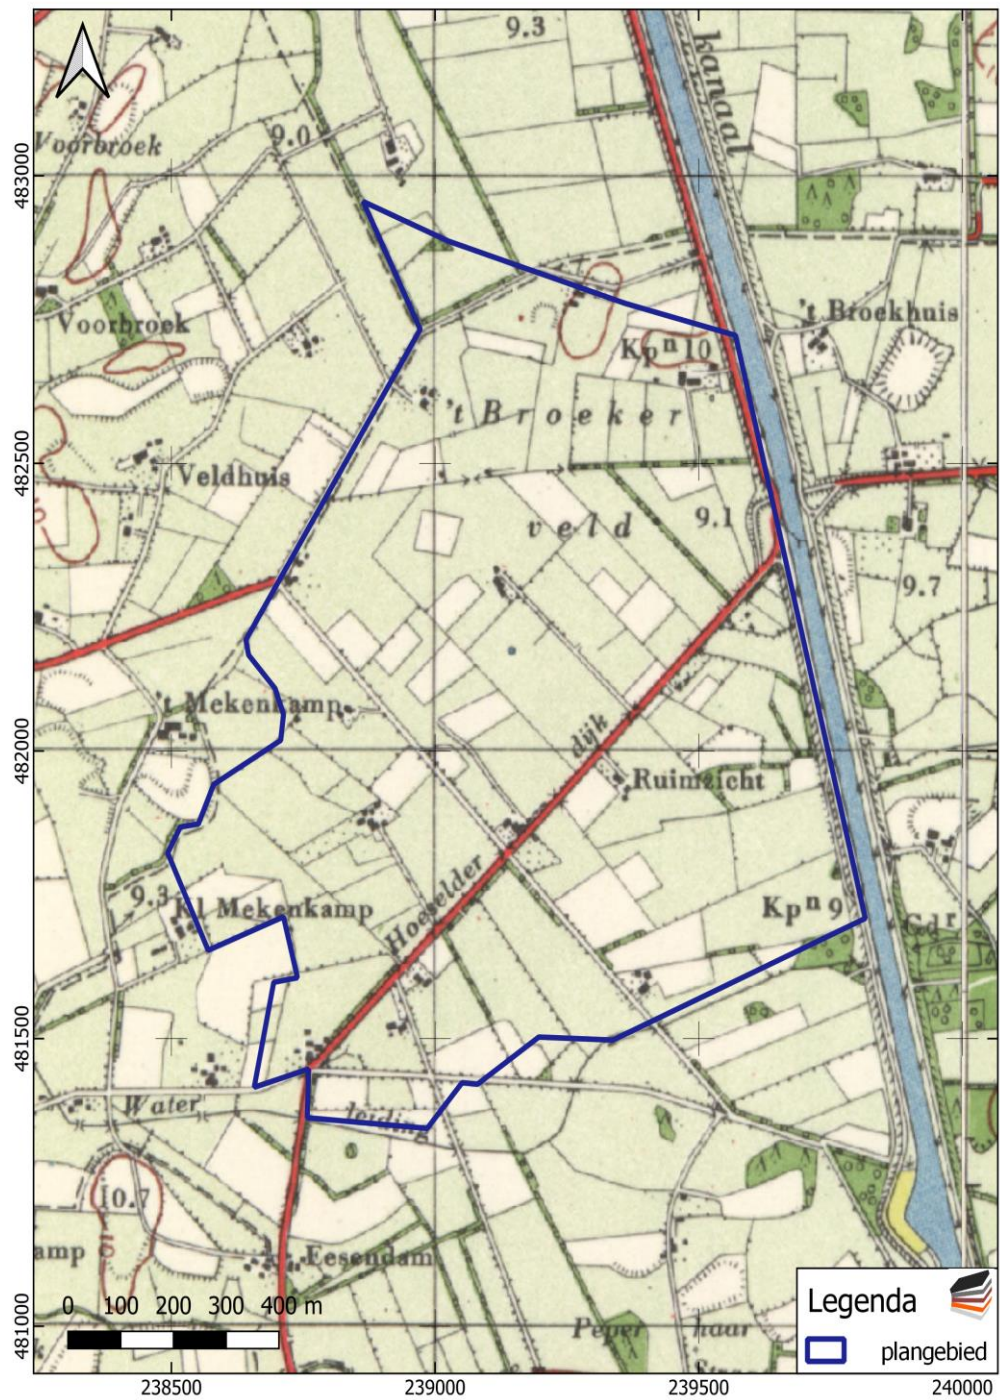 9.3
kanaal
9.0
Voorbroek
483000
Voorbroek
't Broekhuis
Kpn 10
't Broeker
482500
Veldhuis
veld
9.1
9.7
't Mekenkamp
dijk
482000
Ruimzicht
Hoeselder
9.3
Kl Mekenkamp
Kpn 9
Gdr
481500
Water
leiding
10.7
10
amp
Eesendam
0 100 200 300 400 m
481000
Peper haar
Legenda
plangebied
238500 239000 239500 240000